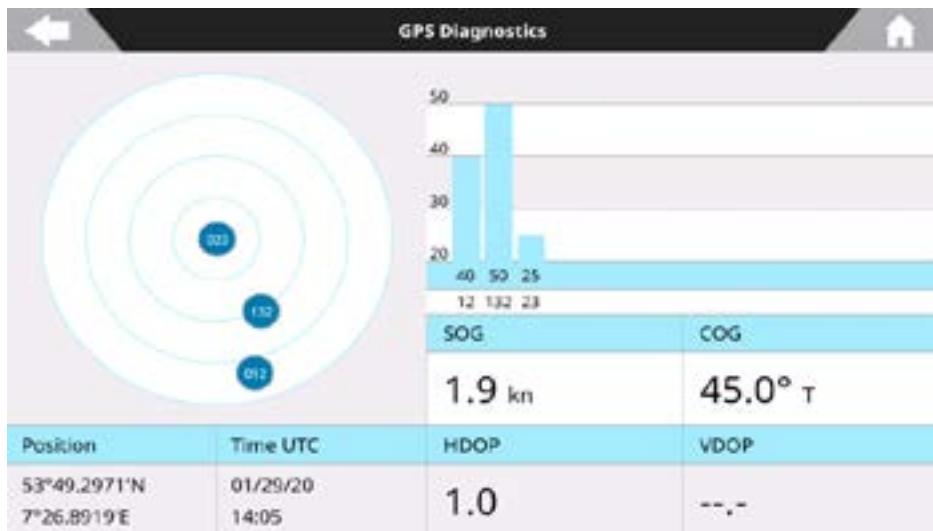 GPS Diagnostics
50
40
30
20
40 50 25
12 132 23
023
132
012
SOG
COG
1.9 kn
45.0° T
Position
Time UTC
HDOP
VDOP
53°49.2971'N
7°26.8919'E
01/29/20
14:05
1.0
--.-